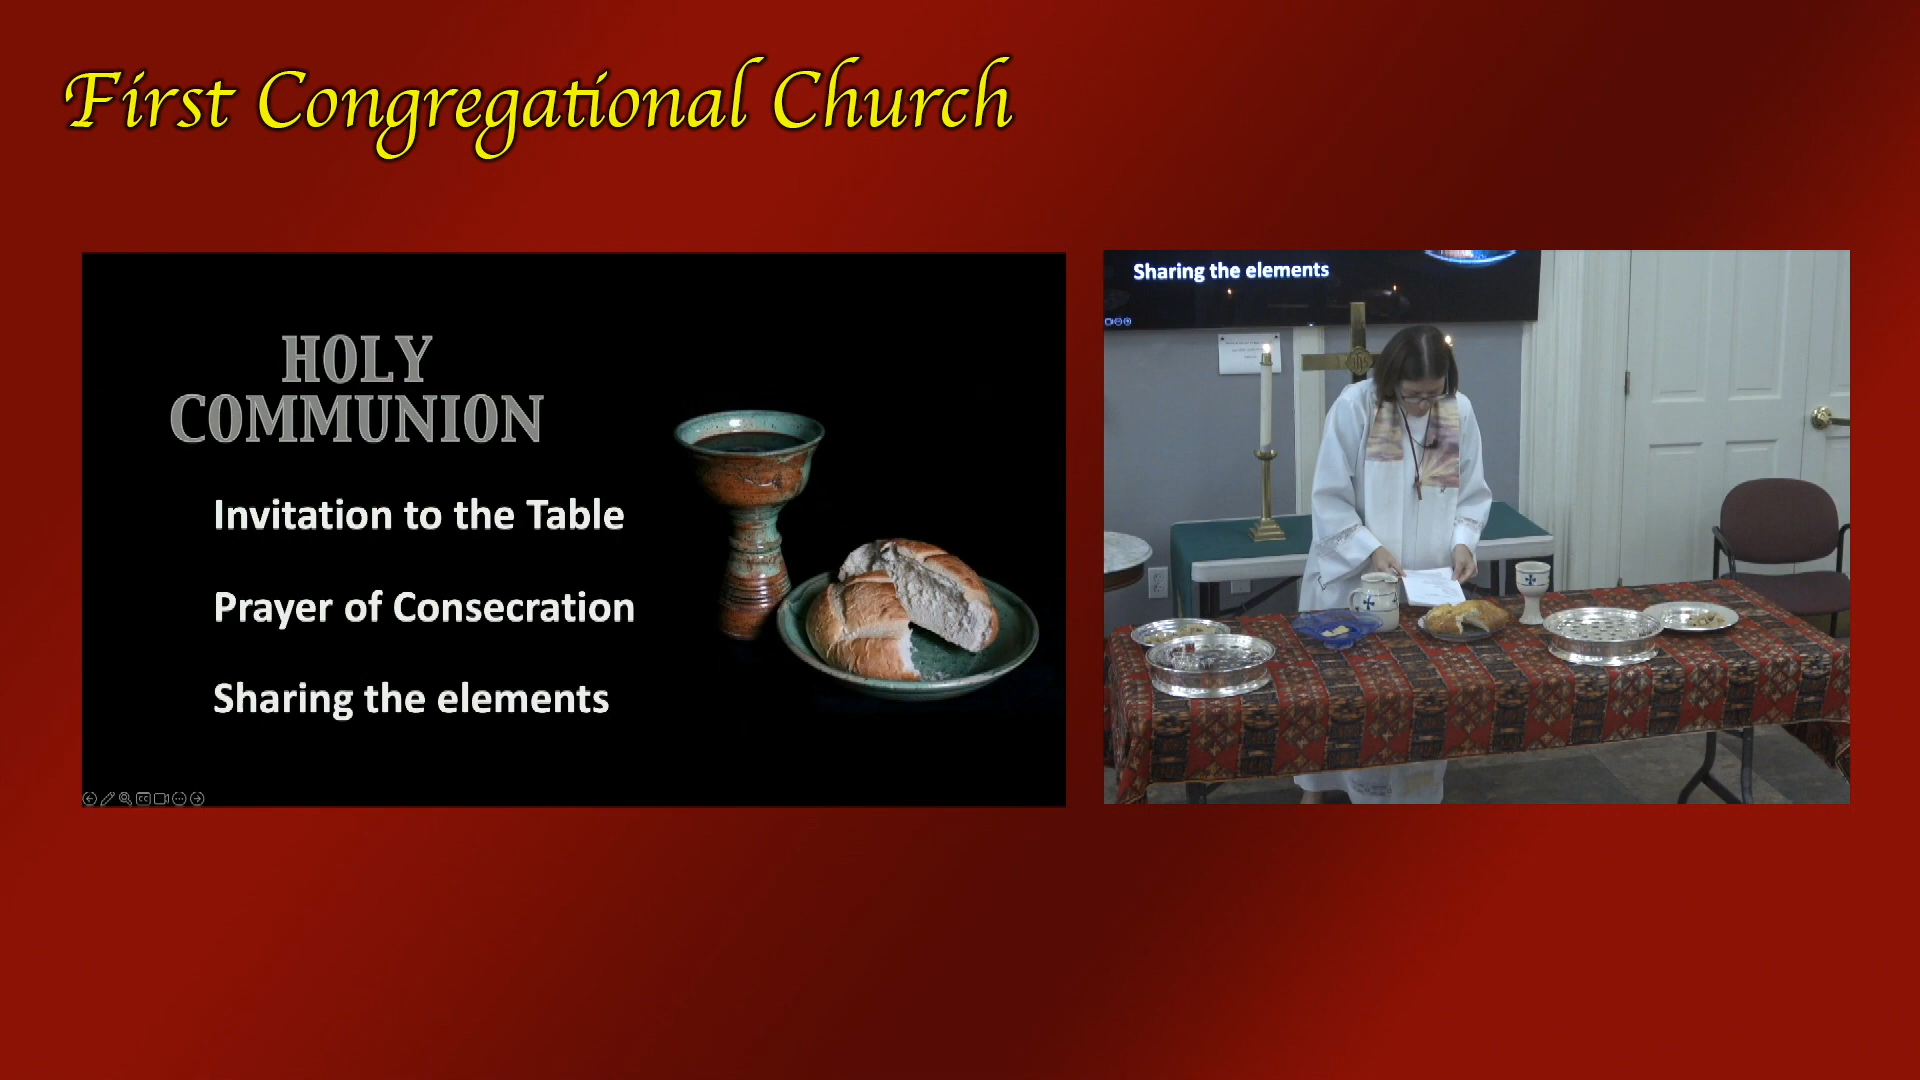 First Congregational Church
HOLY
COMMUNION
Invitation to the Table
Prayer of Consecration
Sharing the elements
Sharing the elements